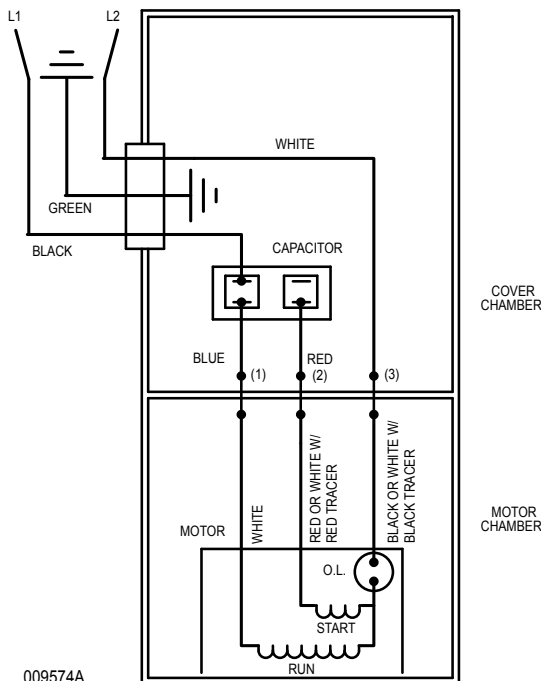 L1
L2
WHITE
GREEN
BLACK
CAPACITOR
COVER
CHAMBER
BLUE
(1)
RED
(2)
(3)
MOTOR
WHITE
RED OR WHITE W/
RED TRACER
BLACK OR WHITE W/
BLACK TRACER
MOTOR
CHAMBER
O.L.
START
RUN
009574A